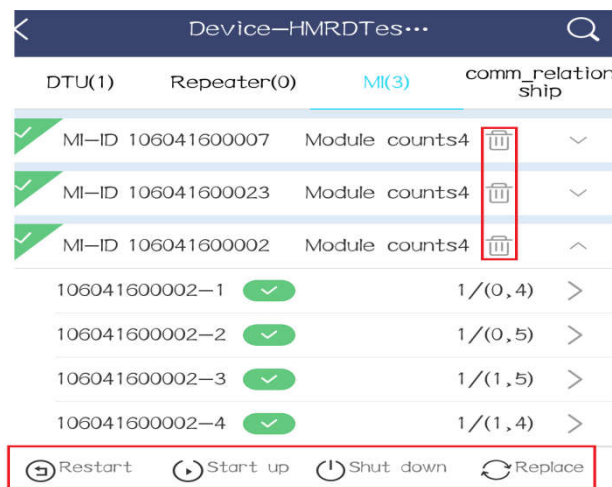 Device-HMRDTes···
DTU(1) Repeater(0) MI(3) comm_relation
ship
MI-ID 106041600007 Module counts4
MI-ID 106041600023 Module counts4
MI-ID 106041600002 Module counts4
106041600002-1 1/(0,4)
106041600002-2 1/(0,5)
106041600002-3 1/(1,5)
106041600002-4 1/(1,4)
Restart Start up Shut down Replace